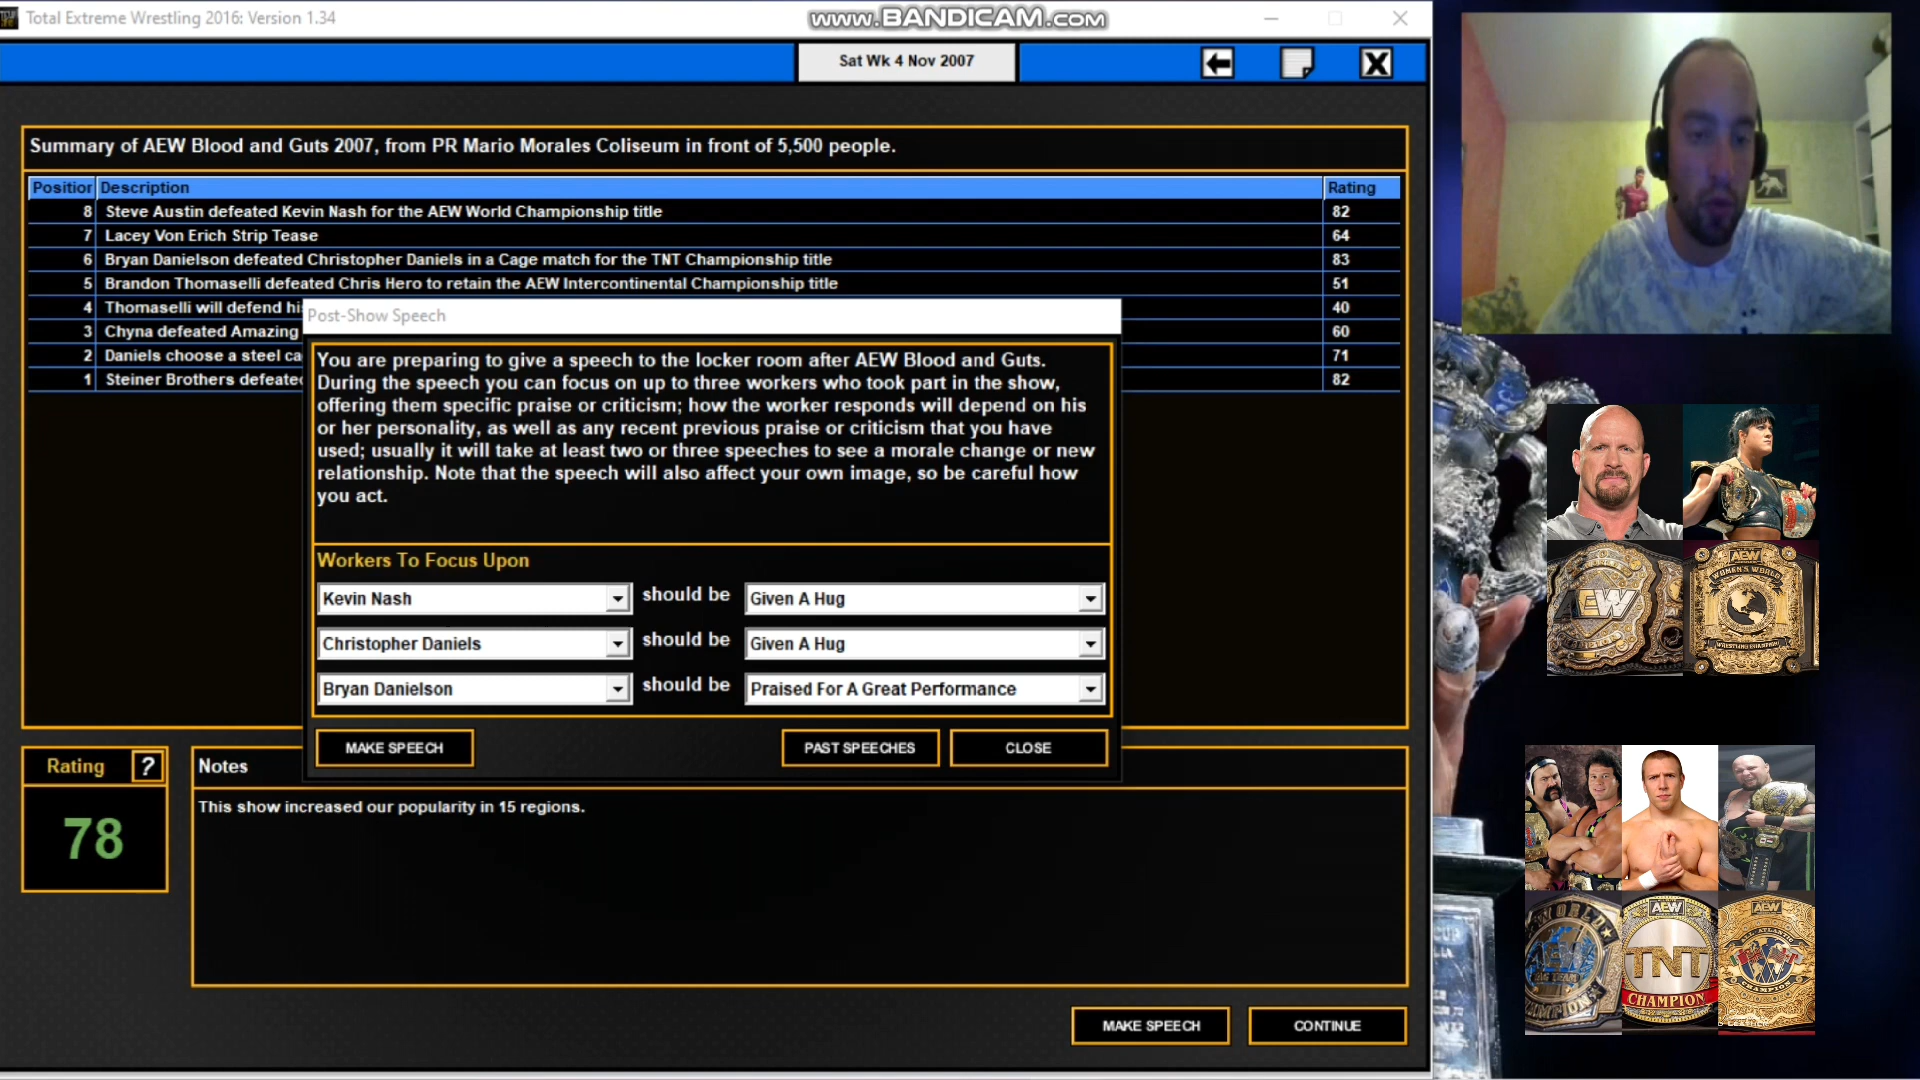 Total Extreme Wrestling 2016: Version 1.34
www.BANDICAM.com
Sat Wk 4 Nov 2007
Summary of AEW Blood and Guts 2007, from PR Mario Morales Coliseum in front of 5,500 people.
Position Description Rating
8 Steve Austin defeated Kevin Nash for the AEW World Championship title 82
7 Lacey Von Erich Strip Tease 64
6 Bryan Danielson defeated Christopher Daniels in a Cage match for the TNT Championship title 83
5 Brandon Thomaselli defeated Chris Hero to retain the AEW Intercontinental Championship title 51
4 Thomaselli will defend hi 40
3 Chyna defeated Amazing 60
2 Daniels choose a steel ca 71
1 Steiner Brothers defeated 82
Post-Show Speech
You are preparing to give a speech to the locker room after AEW Blood and Guts.
During the speech you can focus on up to three workers who took part in the show,
offering them specific praise or criticism; how the worker responds will depend on his
or her personality, as well as any recent previous praise or criticism that you have
used; usually it will take at least two or three speeches to see a morale change or new
relationship. Note that the speech will also affect your own image, so be careful how
you act.
Workers To Focus Upon
Kevin Nash should be Given A Hug
Christopher Daniels should be Given A Hug
Bryan Danielson should be Praised For A Great Performance
MAKE SPEECH PAST SPEECHES CLOSE
Rating ?
78
Notes
This show increased our popularity in 15 regions.
MAKE SPEECH CONTINUE
AEW
AEW
WOMEN'S WORLD
WORLD
AEW
TNT
CHAMPION
AEW
ALL ATLANTIC
CHAMPION